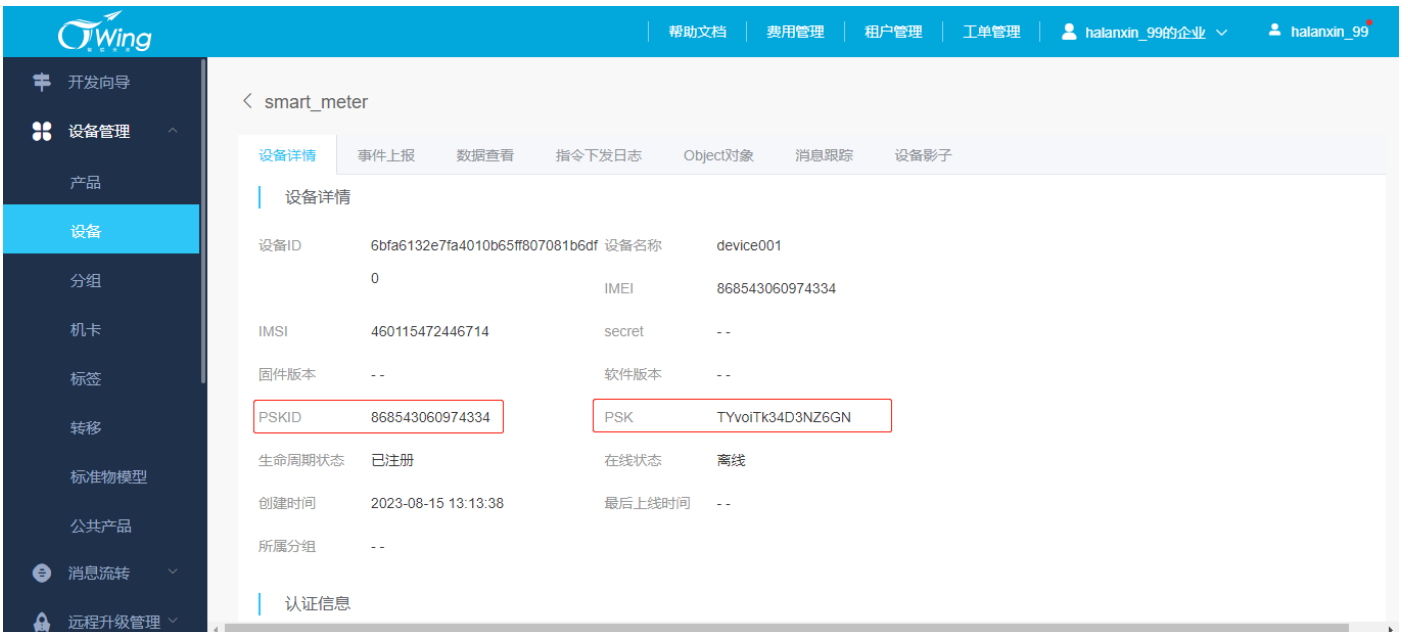 Wing 帮助文档 费用管理 租户管理 工单管理 halanxin_99的企业 halanxin_99
开发向导
设备管理
产品
设备
分组
机卡
标签
转移
标准物模型
公共产品
消息流转
远程升级管理
smart_meter
设备详情 事件上报 数据查看 指令下发日志 Object对象 消息跟踪 设备影子
设备详情
设备ID 6bfa6132e7fa4010b65ff807081b6df 设备名称 device001
0
IMEI 868543060974334
IMSI 460115472446714 secret - -
固件版本 - - 软件版本 - -
PSKID 868543060974334 PSK TYvoiTk34D3NZ6GN
生命周期状态 已注册 在线状态 离线
创建时间 2023-08-15 13:13:38 最后上线时间 - -
所属分组 - -
认证信息